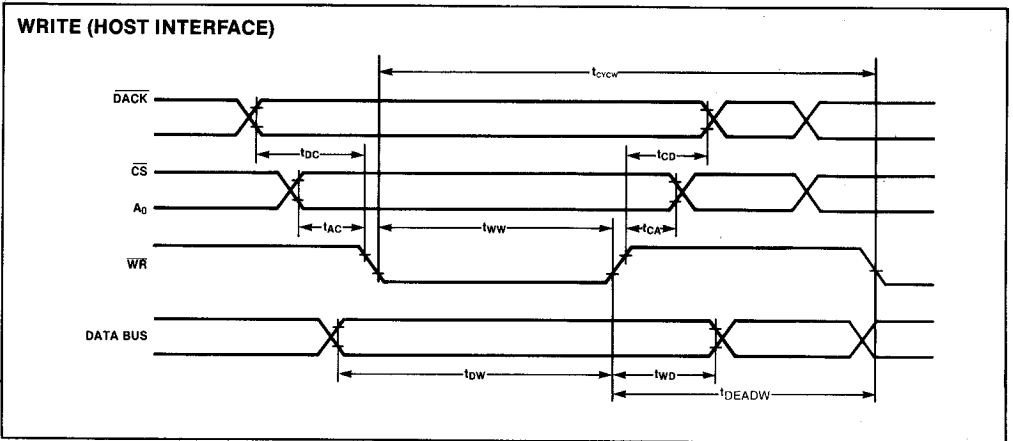 WRITE (HOST INTERFACE)
tCYCW
DACK
tDC
tCD
CS
A0
tAC
tWW
tCA
WR
DATA BUS
tDW
tWD
tDEADW